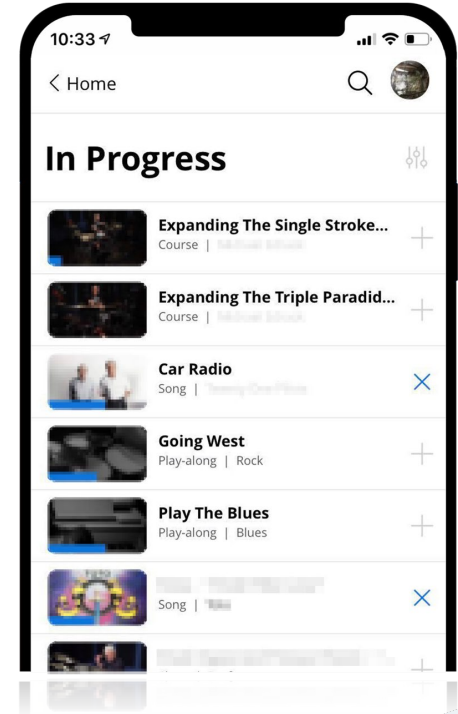 10:33
Home
In Progress
Expanding The Single Stroke...
Course |
Expanding The Triple Paradid...
Course |
Car Radio
Song |
Going West
Play-along | Rock
Play The Blues
Play-along | Blues
Song |